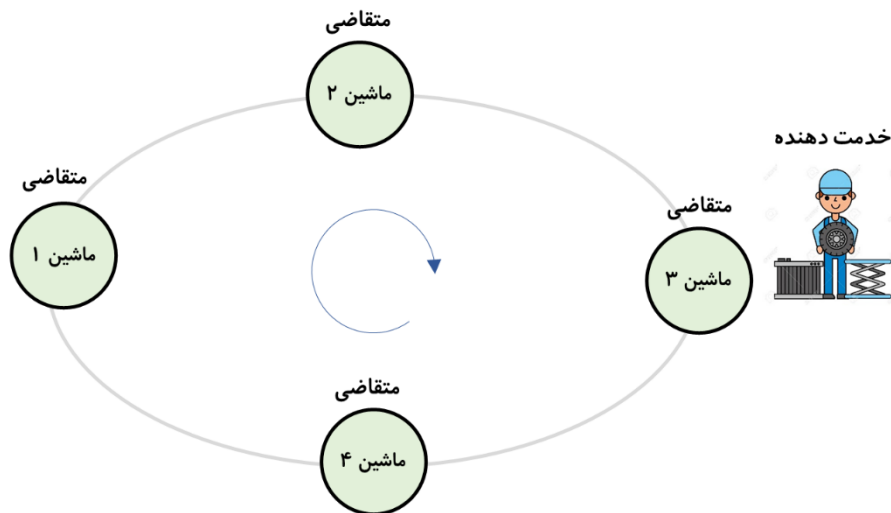 متقاضی
ماشین ۲
خدمت دهنده
متقاضی
ماشین ۱
متقاضی
ماشین ۳
متقاضی
ماشین ۴